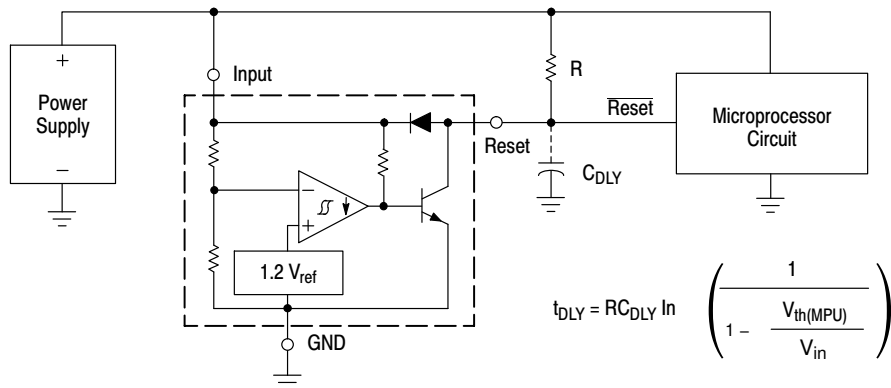 +
Power
Supply
−
Input
R
Reset
Reset
Microprocessor
Circuit
C_DLY
−
+
1.2 V_ref
GND
t_DLY = RC_DLY In ( 1 / ( 1 − V_th(MPU) / V_in ) )